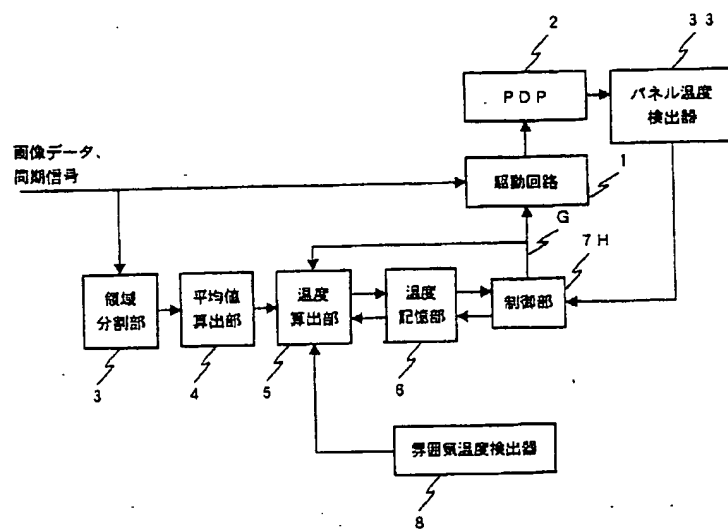 2
3 3
PDP
パネル温度
検出器
画像データ、
同期信号
駆動回路
1
G
7 H
領域
分割部
平均値
算出部
温度
算出部
温度
記憶部
制御部
3
4
5
6
雰囲気温度検出器
8